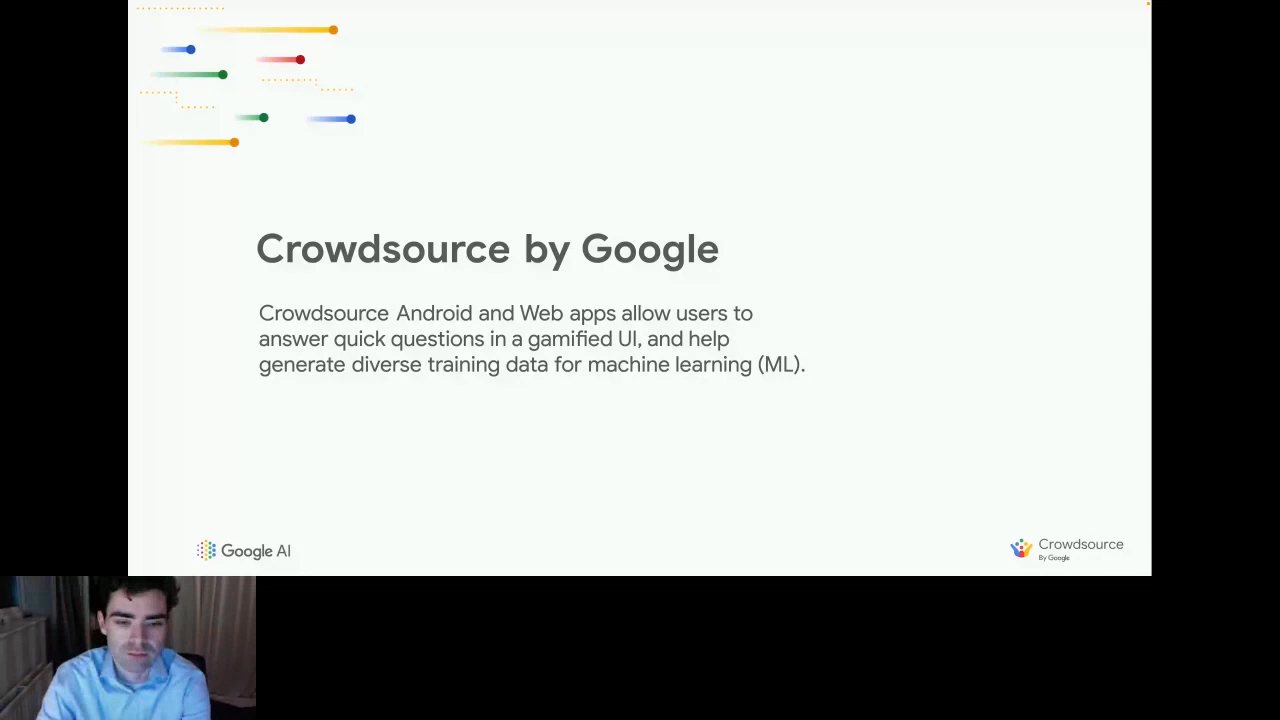 Crowdsource by Google
Crowdsource Android and Web apps allow users to
answer quick questions in a gamified UI, and help
generate diverse training data for machine learning (ML).
Google AI
Crowdsource
By Google